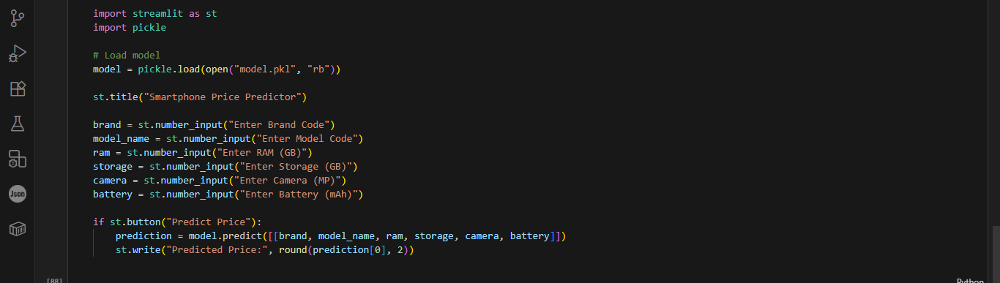 import streamlit as st
import pickle
# Load model
model = pickle.load(open("model.pkl", "rb"))
st.title("Smartphone Price Predictor")
brand = st.number_input("Enter Brand Code")
model_name = st.number_input("Enter Model Code")
ram = st.number_input("Enter RAM (GB)")
storage = st.number_input("Enter Storage (GB)")
camera = st.number_input("Enter Camera (MP)")
battery = st.number_input("Enter Battery (mAh)")
Json
if st.button("Predict Price"):
    prediction = model.predict([[brand, model_name, ram, storage, camera, battery]])
    st.write("Predicted Price:", round(prediction[0], 2))
[88]
Python